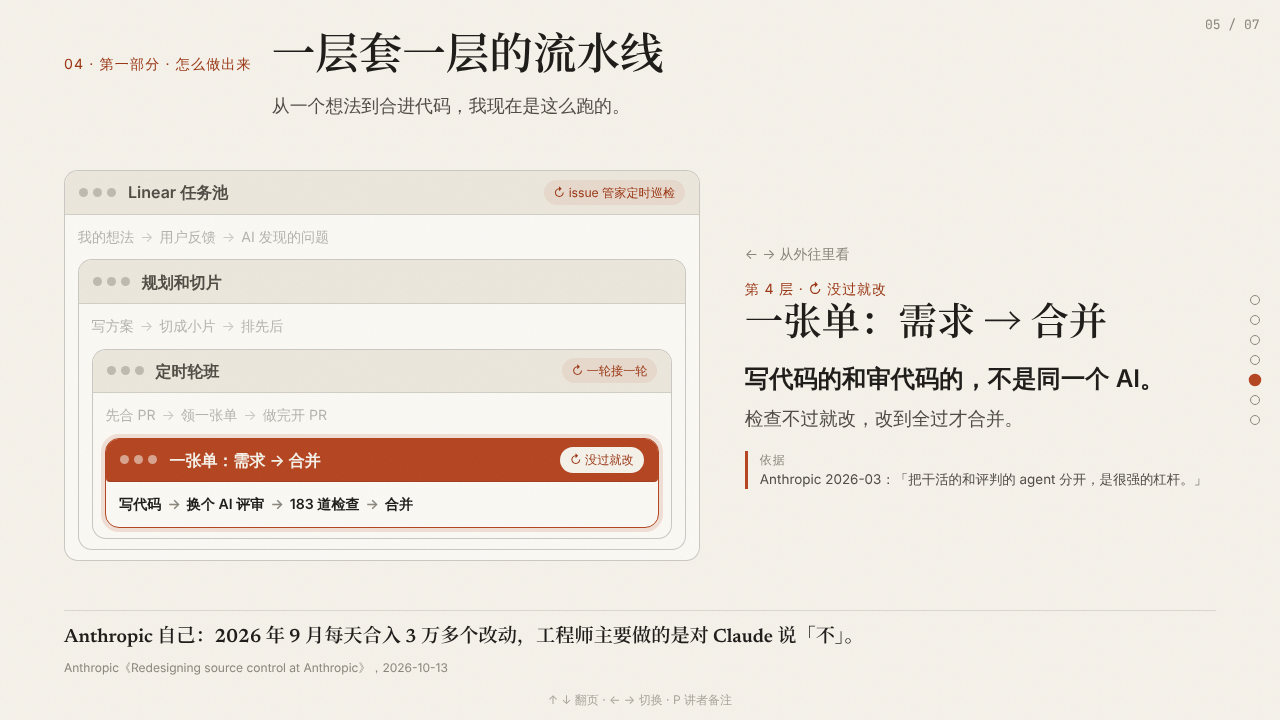 05 / 07
04 · 第一部分 · 怎么做出来
一层套一层的流水线
从一个想法到合进代码，我现在是这么跑的。
Linear 任务池
↻ issue 管家定时巡检
我的想法 → 用户反馈 → AI 发现的问题
规划和切片
写方案 → 切成小片 → 排先后
定时轮班
↻ 一轮接一轮
先合 PR → 领一张单 → 做完开 PR
一张单：需求 → 合并
↻ 没过就改
写代码 → 换个 AI 评审 → 183 道检查 → 合并
← → 从外往里看
第 4 层 · ↻ 没过就改
一张单：需求 → 合并
写代码的和审代码的，不是同一个 AI。
检查不过就改，改到全过才合并。
依据
Anthropic 2026-03：「把干活的和评判的 agent 分开，是很强的杠杆。」
Anthropic 自己：2026 年 9 月每天合入 3 万多个改动，工程师主要做的是对 Claude 说「不」。
Anthropic《Redesigning source control at Anthropic》，2026-10-13
↑ ↓ 翻页 · ← → 切换 · P 讲者备注